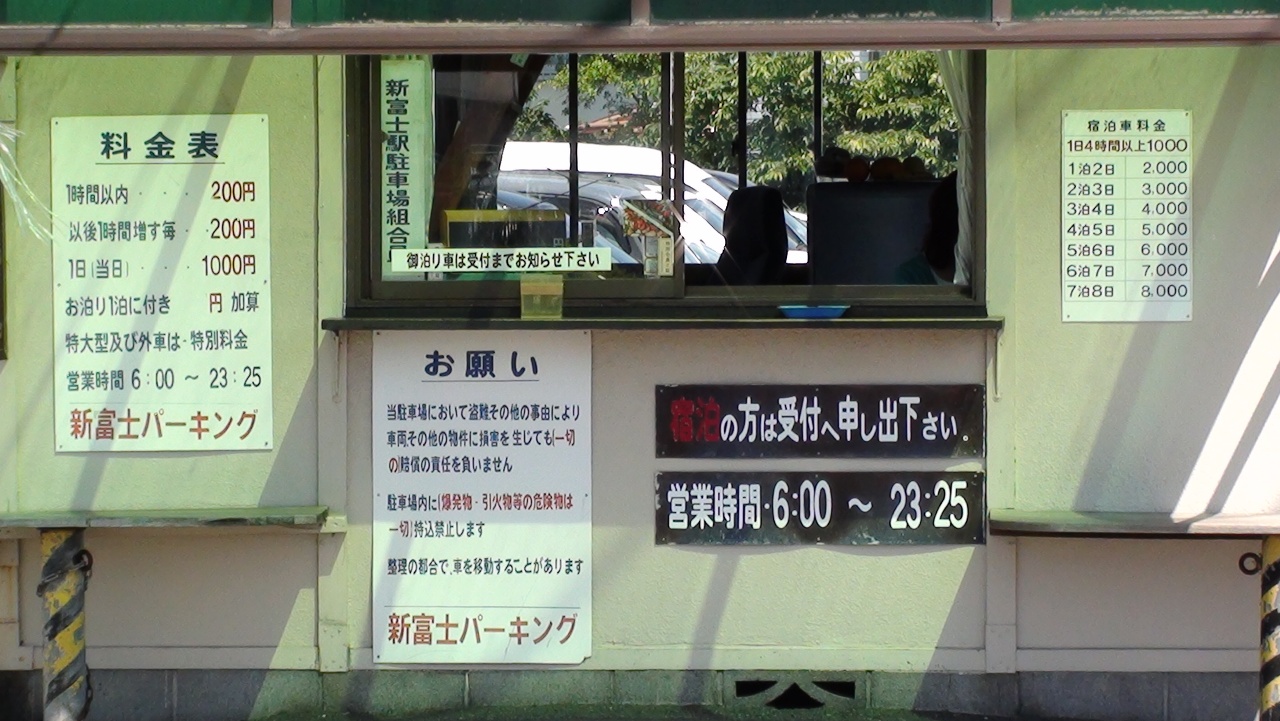 料金表
1時間以内‥200円
以後1時間増す毎‥200円
1日(当日)‥1000円
お泊り1泊に付き 円 加算
特大型及び外車は-特別料金
営業時間 6:00 ~ 23:25
新富士パーキング
新富士駅駐車場組合
御泊り車は受付までお知らせ下さい
お願い
当駐車場において盗難その他の事由により
車両その他の物件に損害を生じても(一切
の)賠償の責任を負いません
駐車場内に(爆発物・引火物等の危険物は
一切)持込禁止します
整理の都合で、車を移動することがあります
新富士パーキング
宿泊の方は受付へ申し出下さい。
営業時間・6:00 ~ 23:25
宿泊車料金
1日4時間以上1000
1泊2日 2.000
2泊3日 3.000
3泊4日 4.000
4泊5日 5.000
5泊6日 6.000
6泊7日 7.000
7泊8日 8.000